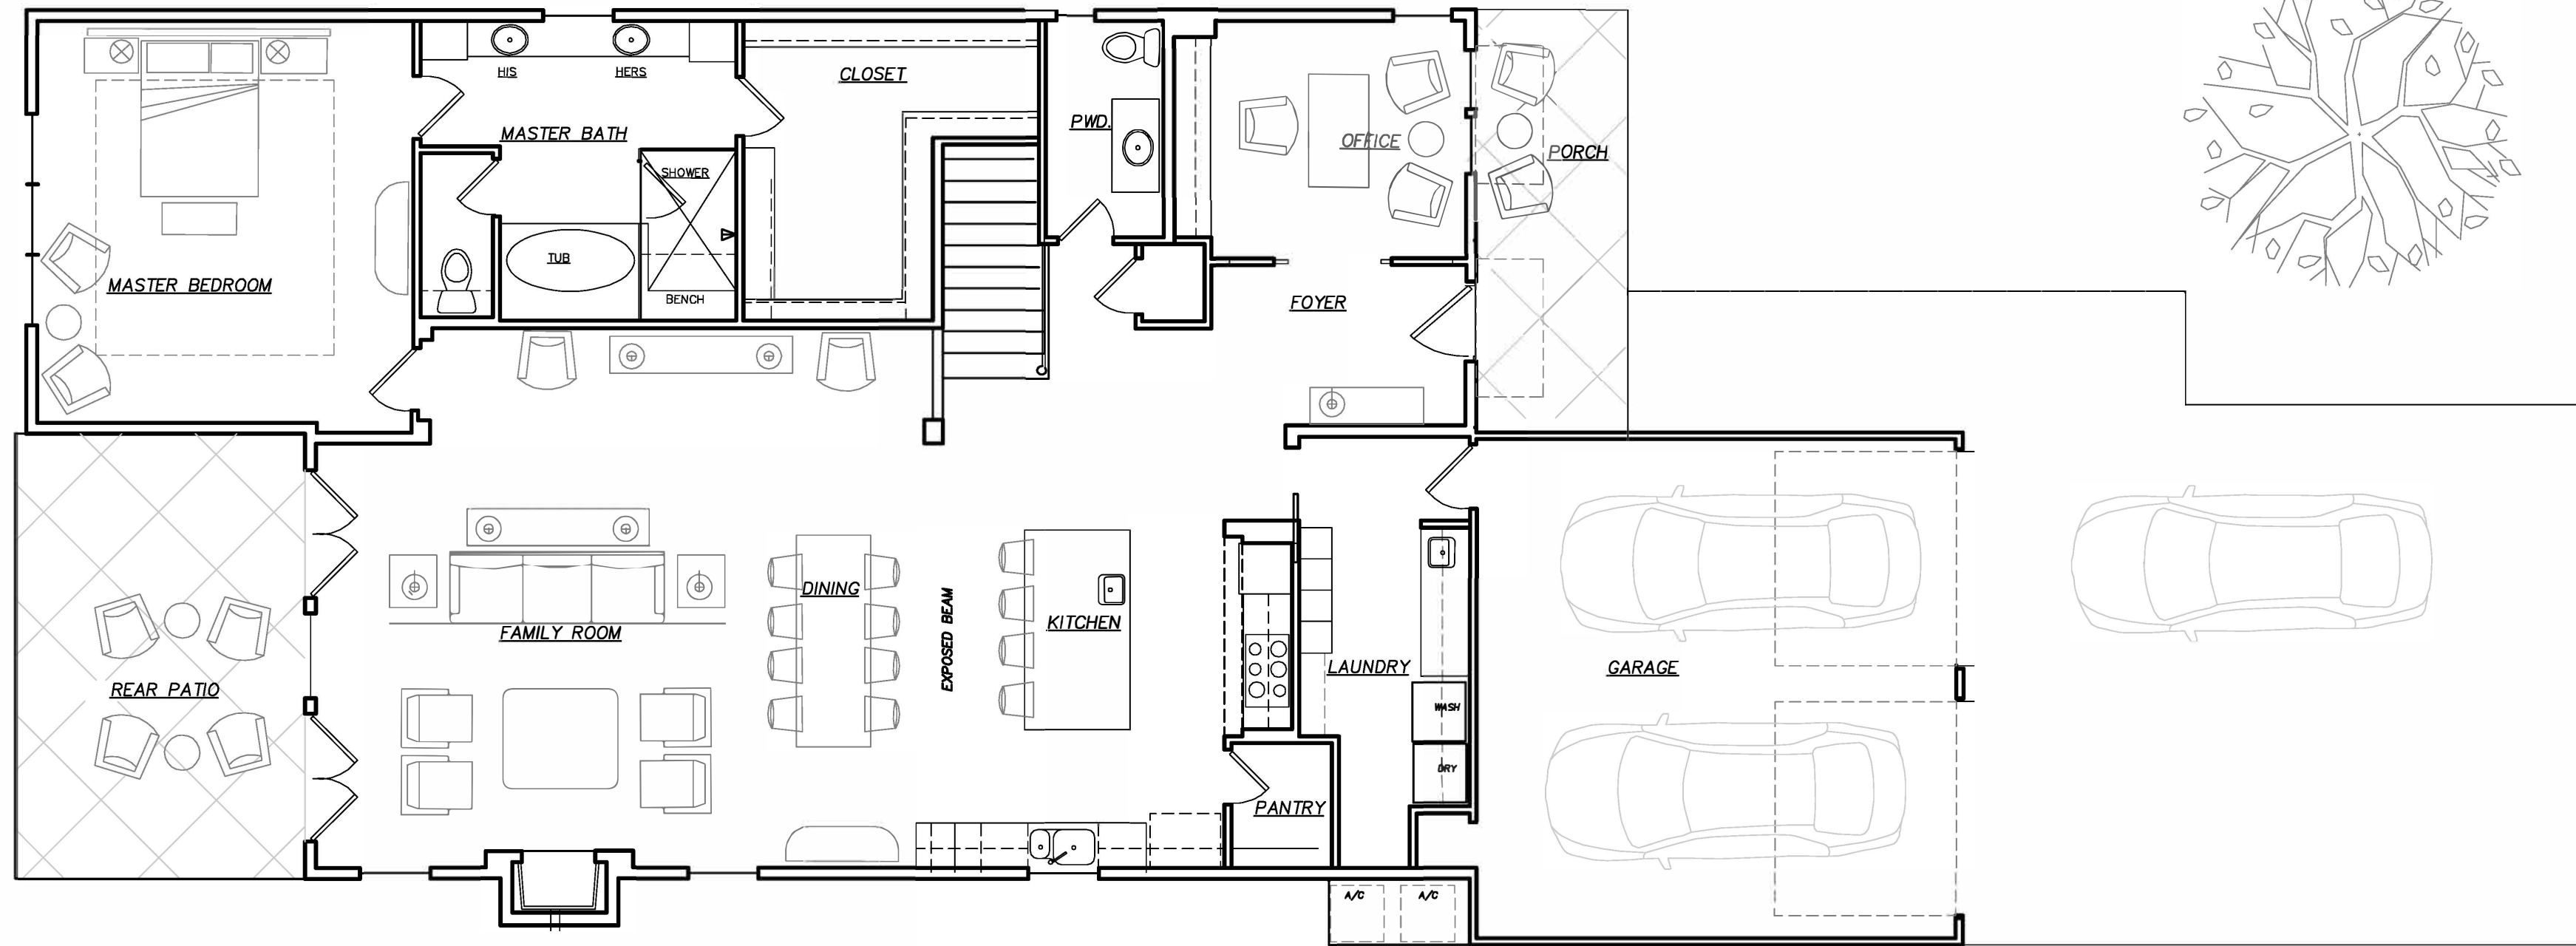 HIS
HERS
CLOSET
MASTER BATH
PWD.
OFFICE
PORCH
SHOWER
TUB
BENCH
MASTER BEDROOM
FOYER
DINING
EXPOSED BEAM
KITCHEN
FAMILY ROOM
LAUNDRY
GARAGE
REAR PATIO
WASH
DRY
PANTRY
A/C
A/C